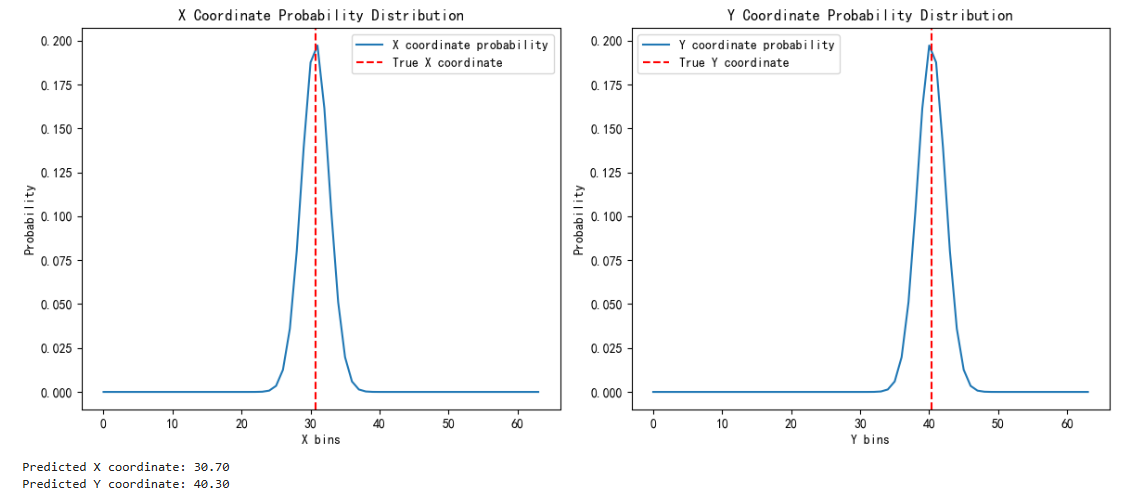 X Coordinate Probability Distribution
0.200
0.175
0.150
0.125
0.100
0.075
0.050
0.025
0.000
Probability
X coordinate probability
True X coordinate
0 10 20 30 40 50 60
X bins
Y Coordinate Probability Distribution
0.200
0.175
0.150
0.125
0.100
0.075
0.050
0.025
0.000
Probability
Y coordinate probability
True Y coordinate
0 10 20 30 40 50 60
Y bins
Predicted X coordinate: 30.70
Predicted Y coordinate: 40.30